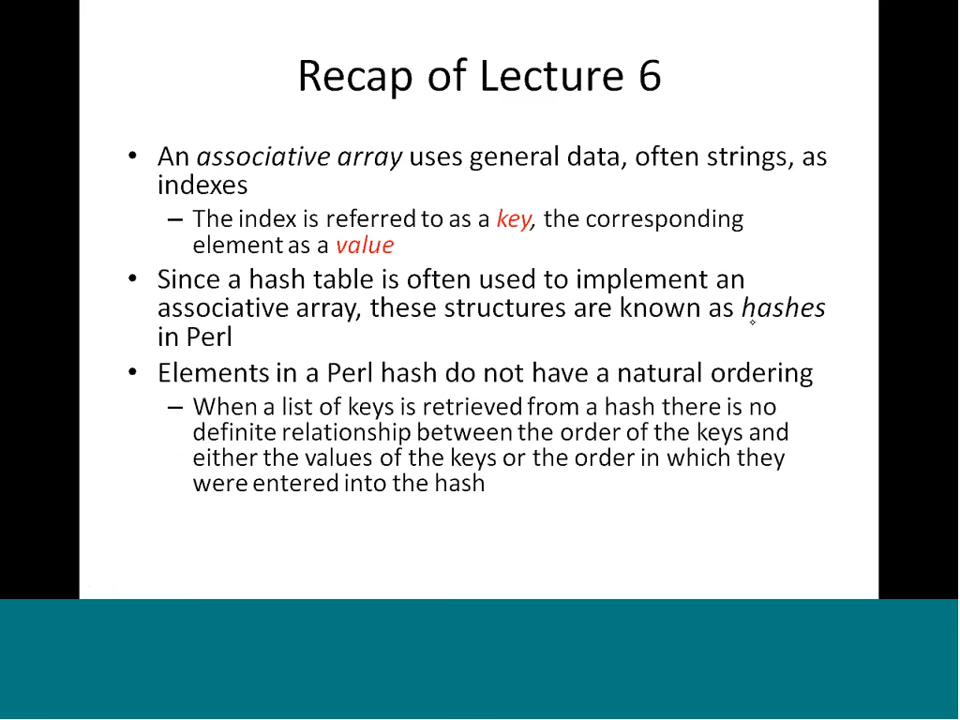 Recap of Lecture 6
• An associative array uses general data, often strings, as
indexes
– The index is referred to as a key, the corresponding
element as a value
• Since a hash table is often used to implement an
associative array, these structures are known as hashes
in Perl
• Elements in a Perl hash do not have a natural ordering
– When a list of keys is retrieved from a hash there is no
definite relationship between the order of the keys and
either the values of the keys or the order in which they
were entered into the hash